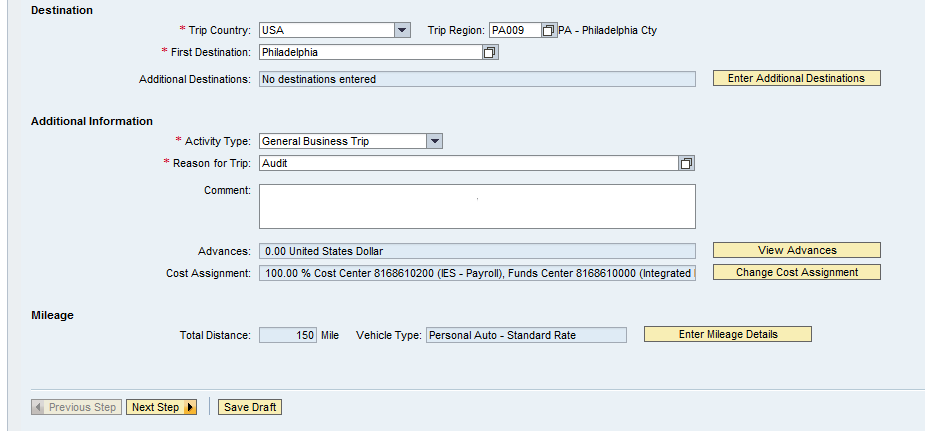 Destination
* Trip Country: USA Trip Region: PA009 PA - Philadelphia Cty
* First Destination: Philadelphia
Additional Destinations: No destinations entered Enter Additional Destinations
Additional Information
* Activity Type: General Business Trip
* Reason for Trip: Audit
Comment:
Advances: 0.00 United States Dollar View Advances
Cost Assignment: 100.00 % Cost Center 8168610200 (IES - Payroll), Funds Center 8168610000 (Integrated Change Cost Assignment
Mileage
Total Distance: 150 Mile Vehicle Type: Personal Auto - Standard Rate Enter Mileage Details
Previous Step Next Step Save Draft